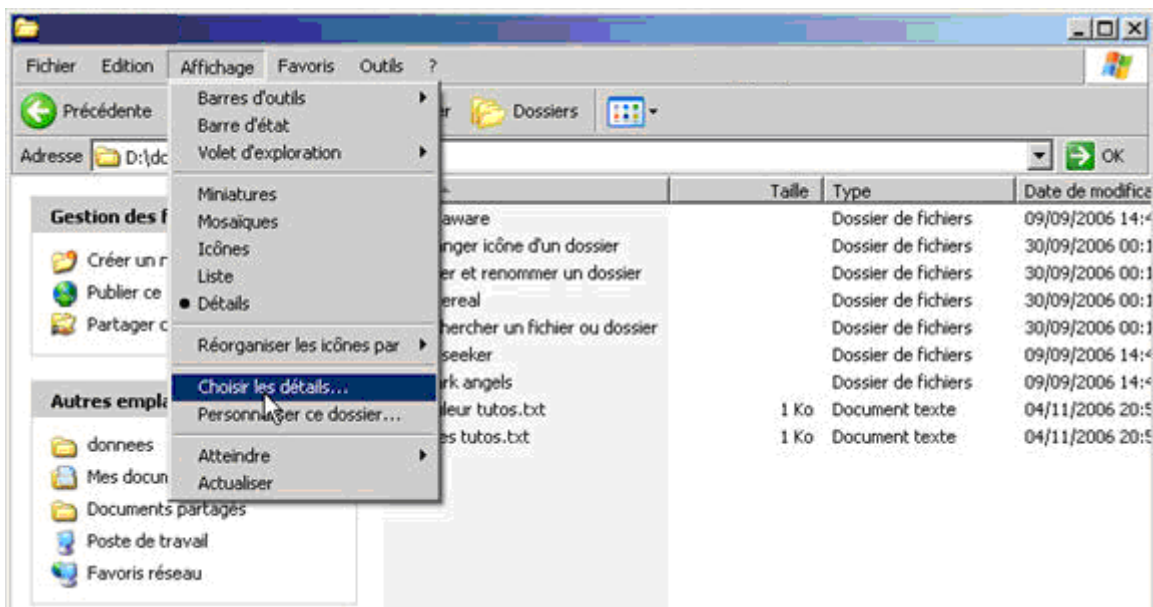 Fichier Edition Affichage Favoris Outils ?
Précédente Dossiers
Adresse D:\dc OK
Barres d'outils
Barre d'état
Volet d'exploration
Miniatures
Mosaïques
Icônes
Liste
Détails
Réorganiser les icônes par
Choisir les détails...
Personnaliser ce dossier...
Atteindre
Actualiser
Gestion des f
Créer un r
Publier ce
Partager c
Autres empla
donnees
Mes docun
Documents partagés
Poste de travail
Favoris réseau
Taille Type Date de modifica
aware Dossier de fichiers 09/09/2006 14:4
nger icône d'un dossier Dossier de fichiers 30/09/2006 00:1
er et renommer un dossier Dossier de fichiers 30/09/2006 00:1
ereal Dossier de fichiers 30/09/2006 00:1
hercher un fichier ou dossier Dossier de fichiers 30/09/2006 00:1
seeker Dossier de fichiers 09/09/2006 14:4
rk angels Dossier de fichiers 09/09/2006 14:4
leur tutos.txt 1 Ko Document texte 04/11/2006 20:5
es tutos.txt 1 Ko Document texte 04/11/2006 20:5